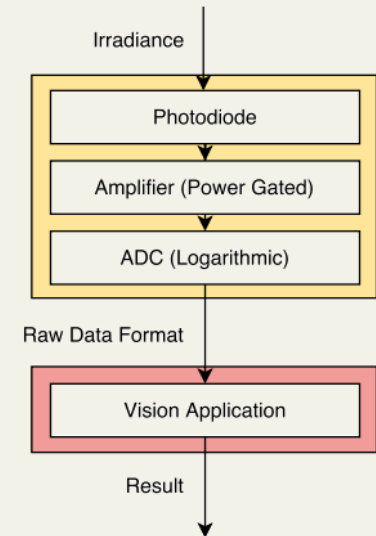 Irradiance
Photodiode
Amplifier (Power Gated)
ADC (Logarithmic)
Raw Data Format
Vision Application
Result